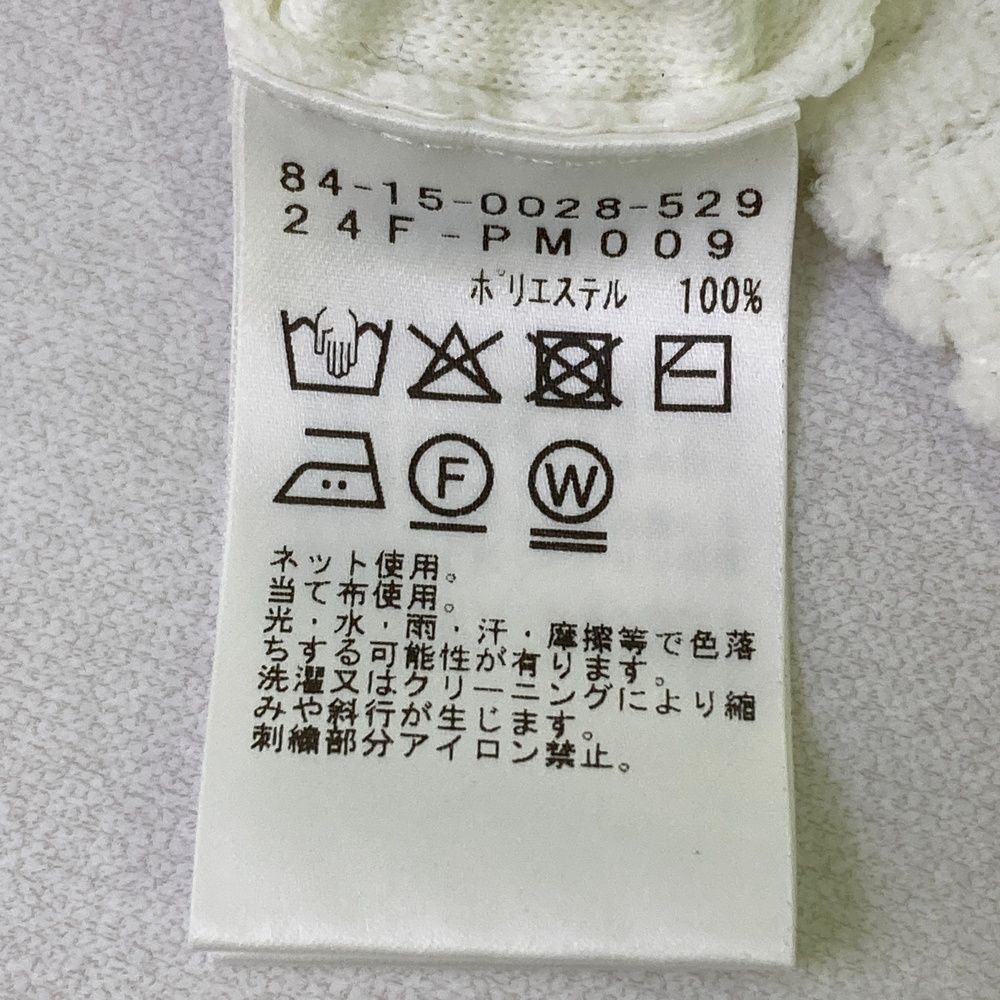 84-15-0028-529
24F-PM009
ポリエステル 100%
F
W
ネット使用。
当て布使用。
光・水・雨・汗・摩擦等で色落
ちする可能性が有ります。
洗濯又はクリーニングにより縮
みや斜行が生じます。
刺繍部分アイロン禁止。